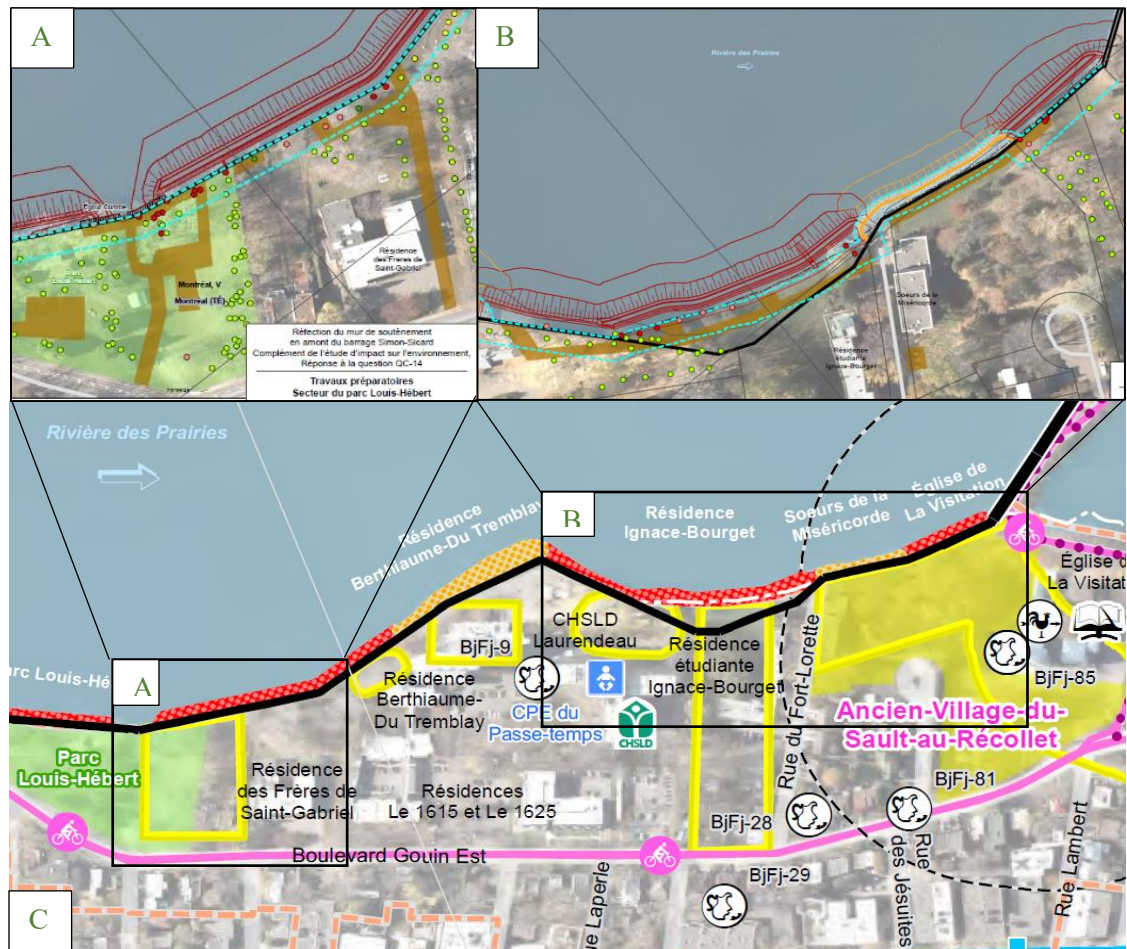 A
Parc
Louis-Hébert
Montréal, V
Montréal (TÉ)
Résidence
des Frères de
Saint-Gabriel
Réfection du mur de soutènement
en amont du barrage Simon-Sicard
Complément de l'étude d'impact sur l'environnement,
Réponse à la question QC-14
Travaux préparatoires
Secteur du parc Louis-Hébert
B
Rivière des Prairies
Soeurs de la
Miséricorde
Résidence
étudiante
Ignace-Bourget
Rivière des Prairies
Résidence
Berthiaume-Du Tremblay
B
Résidence
Ignace-Bourget
Soeurs de la
Miséricorde
Église de
La Visitation
Parc Louis-Hé
A
Parc
Louis-Hébert
Résidence
des Frères de
Saint-Gabriel
BjFj-9
Résidence
Berthiaume-
Du Tremblay
CPE du
Passe-temps
CHSLD
Laurendeau
CHSLD
Résidence
étudiante
Ignace-Bourget
Rue du Fort-Lorette
Église d
La Visitat
BjFj-85
Ancien-Village-du-
Sault-au-Récollet
Résidences
Le 1615 et Le 1625
BjFj-28
BjFj-81
Boulevard Gouin Est
BjFj-29
ue Laperle
Rue
des Jésuites
Rue Lambert
C